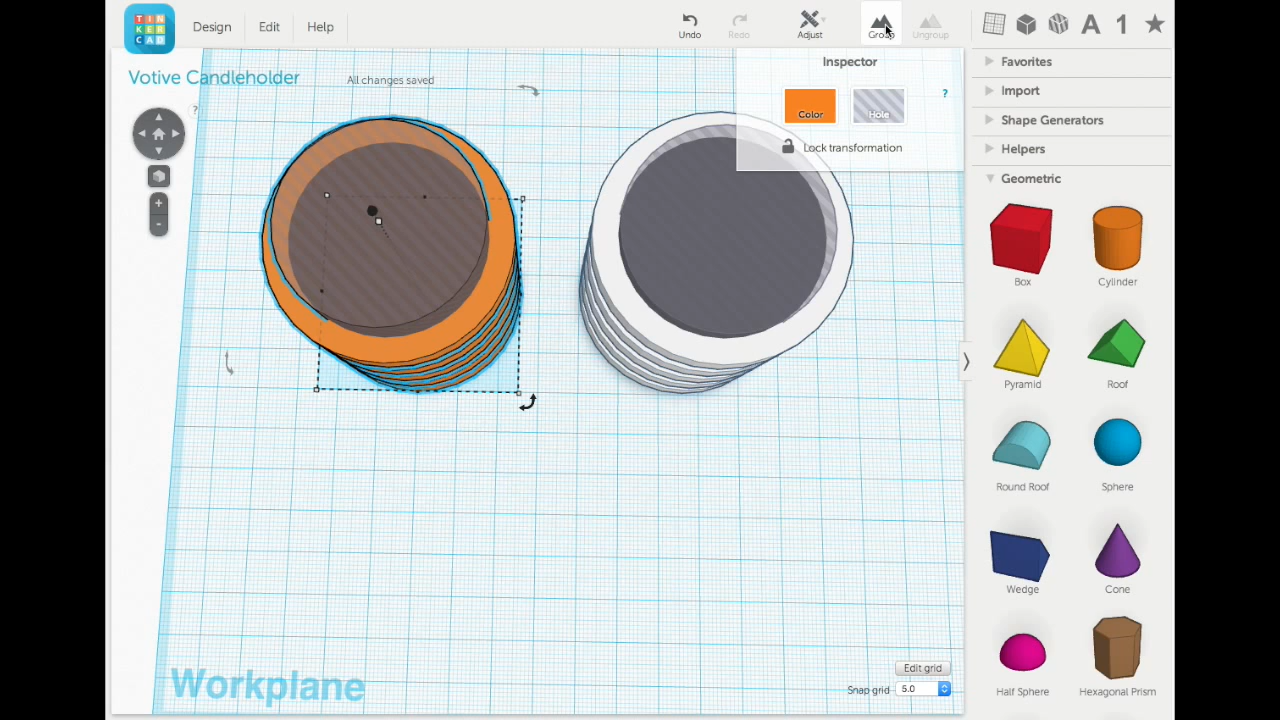 TIN
KER
CAD
Design
Edit
Help
Undo
Redo
Adjust
Group
Ungroup
A
1
Votive Candleholder
All changes saved
?
Inspector
Color
Hole
?
Lock transformation
Favorites
Import
Shape Generators
Helpers
Geometric
Box
Cylinder
Pyramid
Roof
Round Roof
Sphere
Wedge
Cone
Half Sphere
Hexagonal Prism
+
-
Workplane
Edit grid
Snap grid
5.0